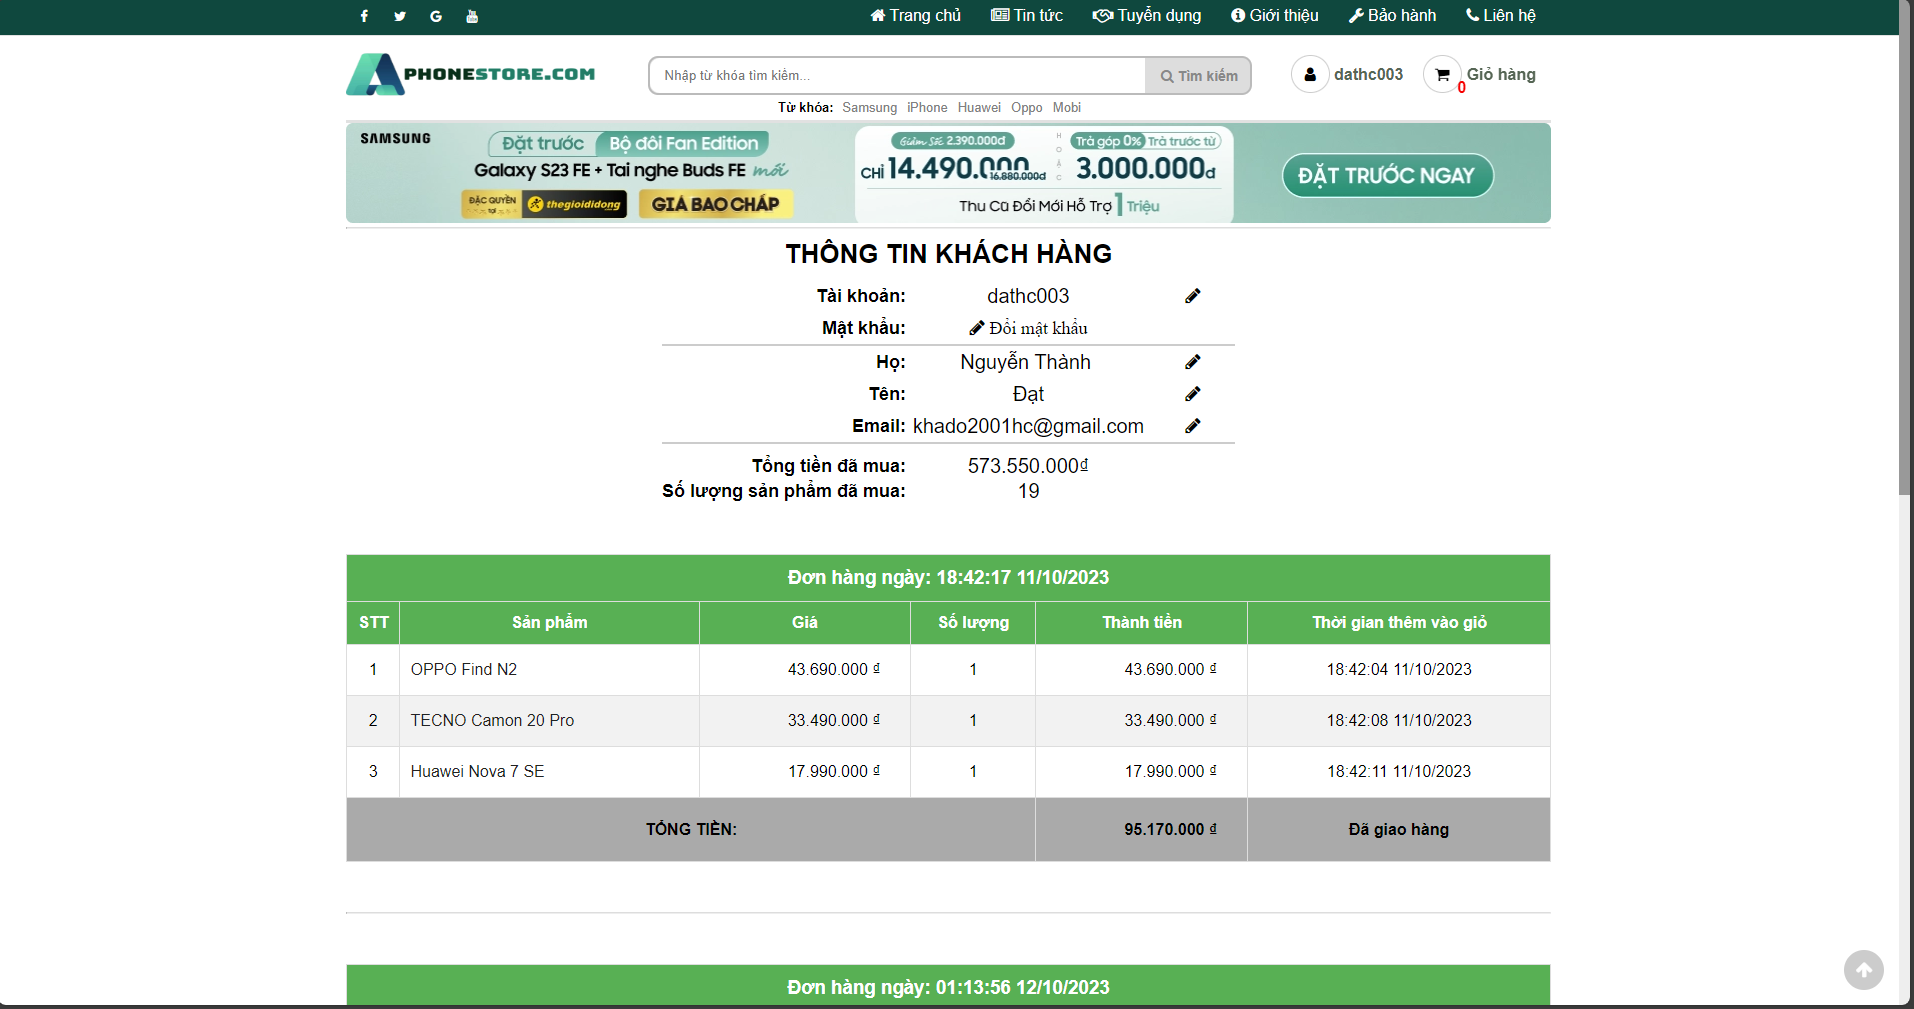 Trang chủ Tin tức Tuyển dụng Giới thiệu Bảo hành Liên hệ
APHONESTORE.COM
Nhập từ khóa tìm kiếm...
Tìm kiếm
dathc003
0
Giỏ hàng
Từ khóa: Samsung iPhone Huawei Oppo Mobi
SAMSUNG
Đặt trước Bộ đôi Fan Edition
Galaxy S23 FE + Tai nghe Buds FE mới
ĐẶC QUYỀN TẠI thegioididong GIÁ BAO CHÁP
Giảm Sốc 2.390.000đ
CHỈ 14.490.000 16.880.000đ
HOẶC
Trả góp 0% Trả trước từ
3.000.000đ
Thu Cũ Đổi Mới Hỗ Trợ 1 Triệu
ĐẶT TRƯỚC NGAY
THÔNG TIN KHÁCH HÀNG
Tài khoản: dathc003
Mật khẩu: Đổi mật khẩu
Họ: Nguyễn Thành
Tên: Đạt
Email: khado2001hc@gmail.com
Tổng tiền đã mua: 573.550.000₫
Số lượng sản phẩm đã mua: 19
Đơn hàng ngày: 18:42:17 11/10/2023
STT Sản phẩm Giá Số lượng Thành tiền Thời gian thêm vào giỏ
1 OPPO Find N2 43.690.000 ₫ 1 43.690.000 ₫ 18:42:04 11/10/2023
2 TECNO Camon 20 Pro 33.490.000 ₫ 1 33.490.000 ₫ 18:42:08 11/10/2023
3 Huawei Nova 7 SE 17.990.000 ₫ 1 17.990.000 ₫ 18:42:11 11/10/2023
TỔNG TIỀN: 95.170.000 ₫ Đã giao hàng
Đơn hàng ngày: 01:13:56 12/10/2023